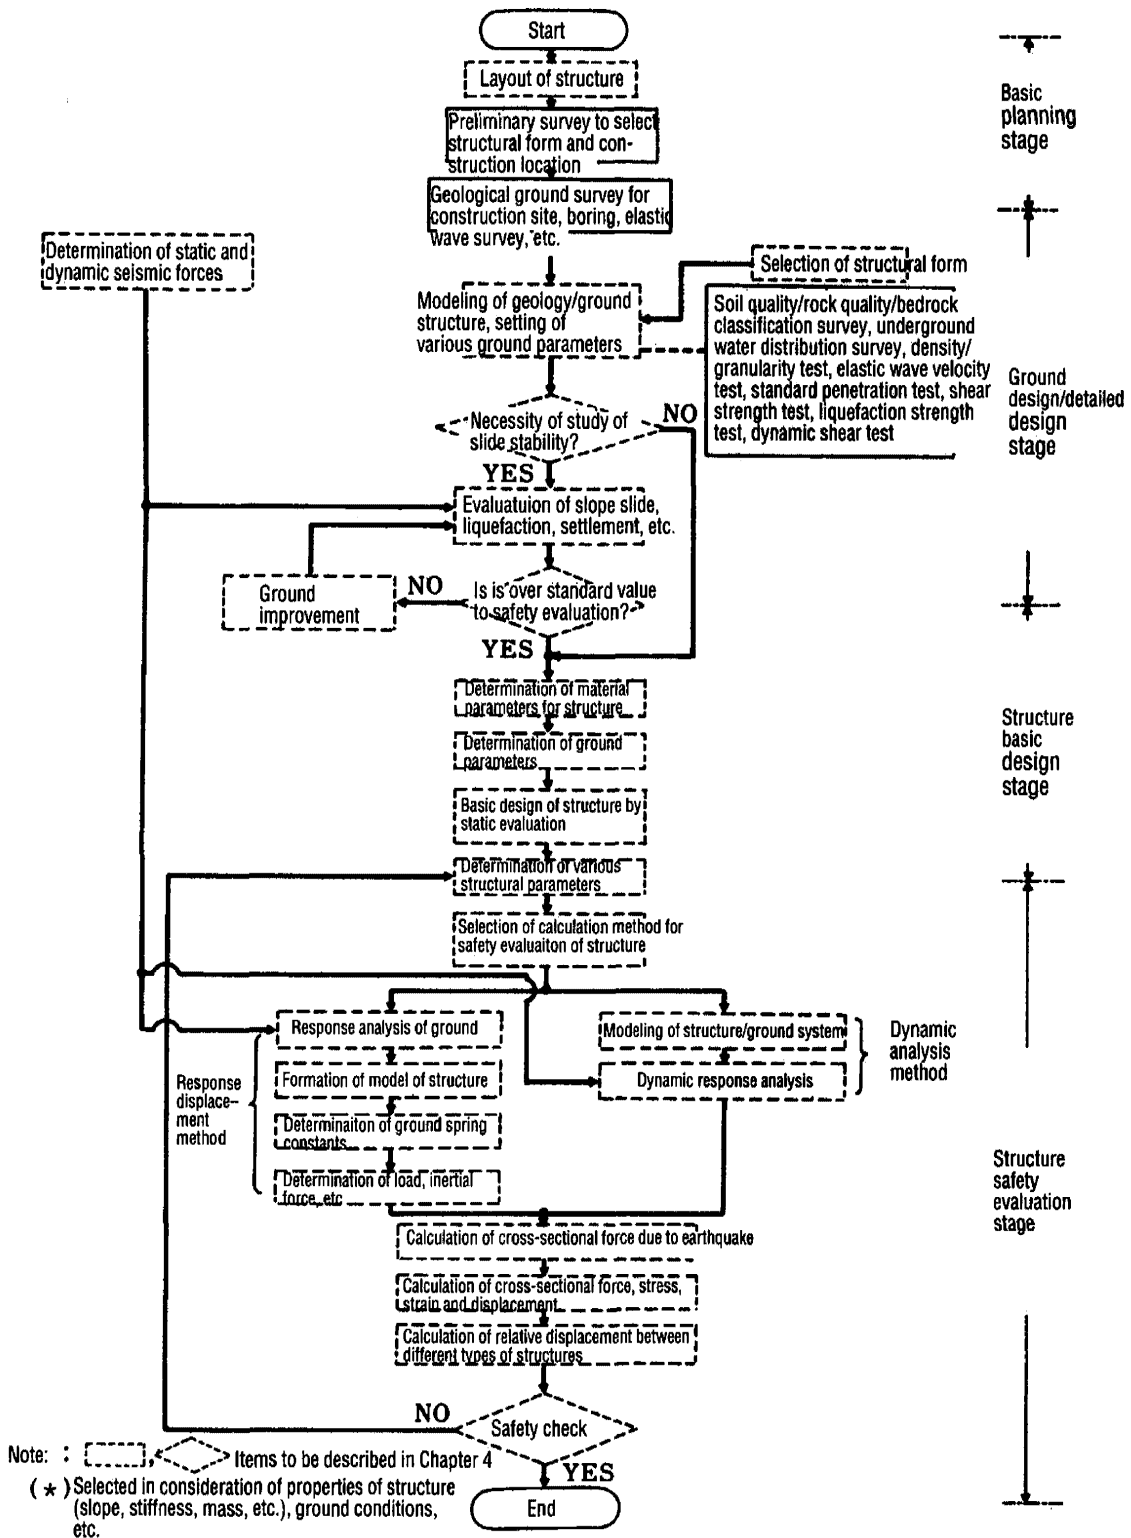 Start
Layout of structure
Preliminary survey to select
structural form and con-
struction location
Geological ground survey for
construction site, boring, elastic
wave survey, etc.
Basic
planning
stage
Determination of static and
dynamic seismic forces
Selection of structural form
Modeling of geology/ground
structure, setting of
various ground parameters
Soil quality/rock quality/bedrock
classification survey, underground
water distribution survey, density/
granularity test, elastic wave velocity
test, standard penetration test, shear
strength test, liquefaction strength
test, dynamic shear test
Ground
design/detailed
design
stage
Necessity of study of
slide stability?
NO
YES
Evaluatuion of slope slide,
liquefaction, settlement, etc.
Ground
improvement
NO
Is is over standard value
to safety evaluation?
YES
Determination of material
parameters for structure
Determination of ground
parameters
Basic design of structure by
static evaluation
Structure
basic
design
stage
Determination of various
structural parameters
Selection of calculation method for
safety evaluaiton of structure
Response analysis of ground
Formation of model of structure
Determinaiton of ground spring
constants
Determination of load, inertial
force, etc
Response
displace-
ment
method
Modeling of structure/ground system
Dynamic response analysis
Dynamic
analysis
method
Structure
safety
evaluation
stage
Calculation of cross-sectional force due to earthquake
Calculation of cross-sectional force, stress,
strain and displacement
Calculation of relative displacement between
different types of structures
NO
Safety check
YES
End
Note: : , Items to be described in Chapter 4
(*) Selected in consideration of properties of structure
(slope, stiffness, mass, etc.), ground conditions,
etc.